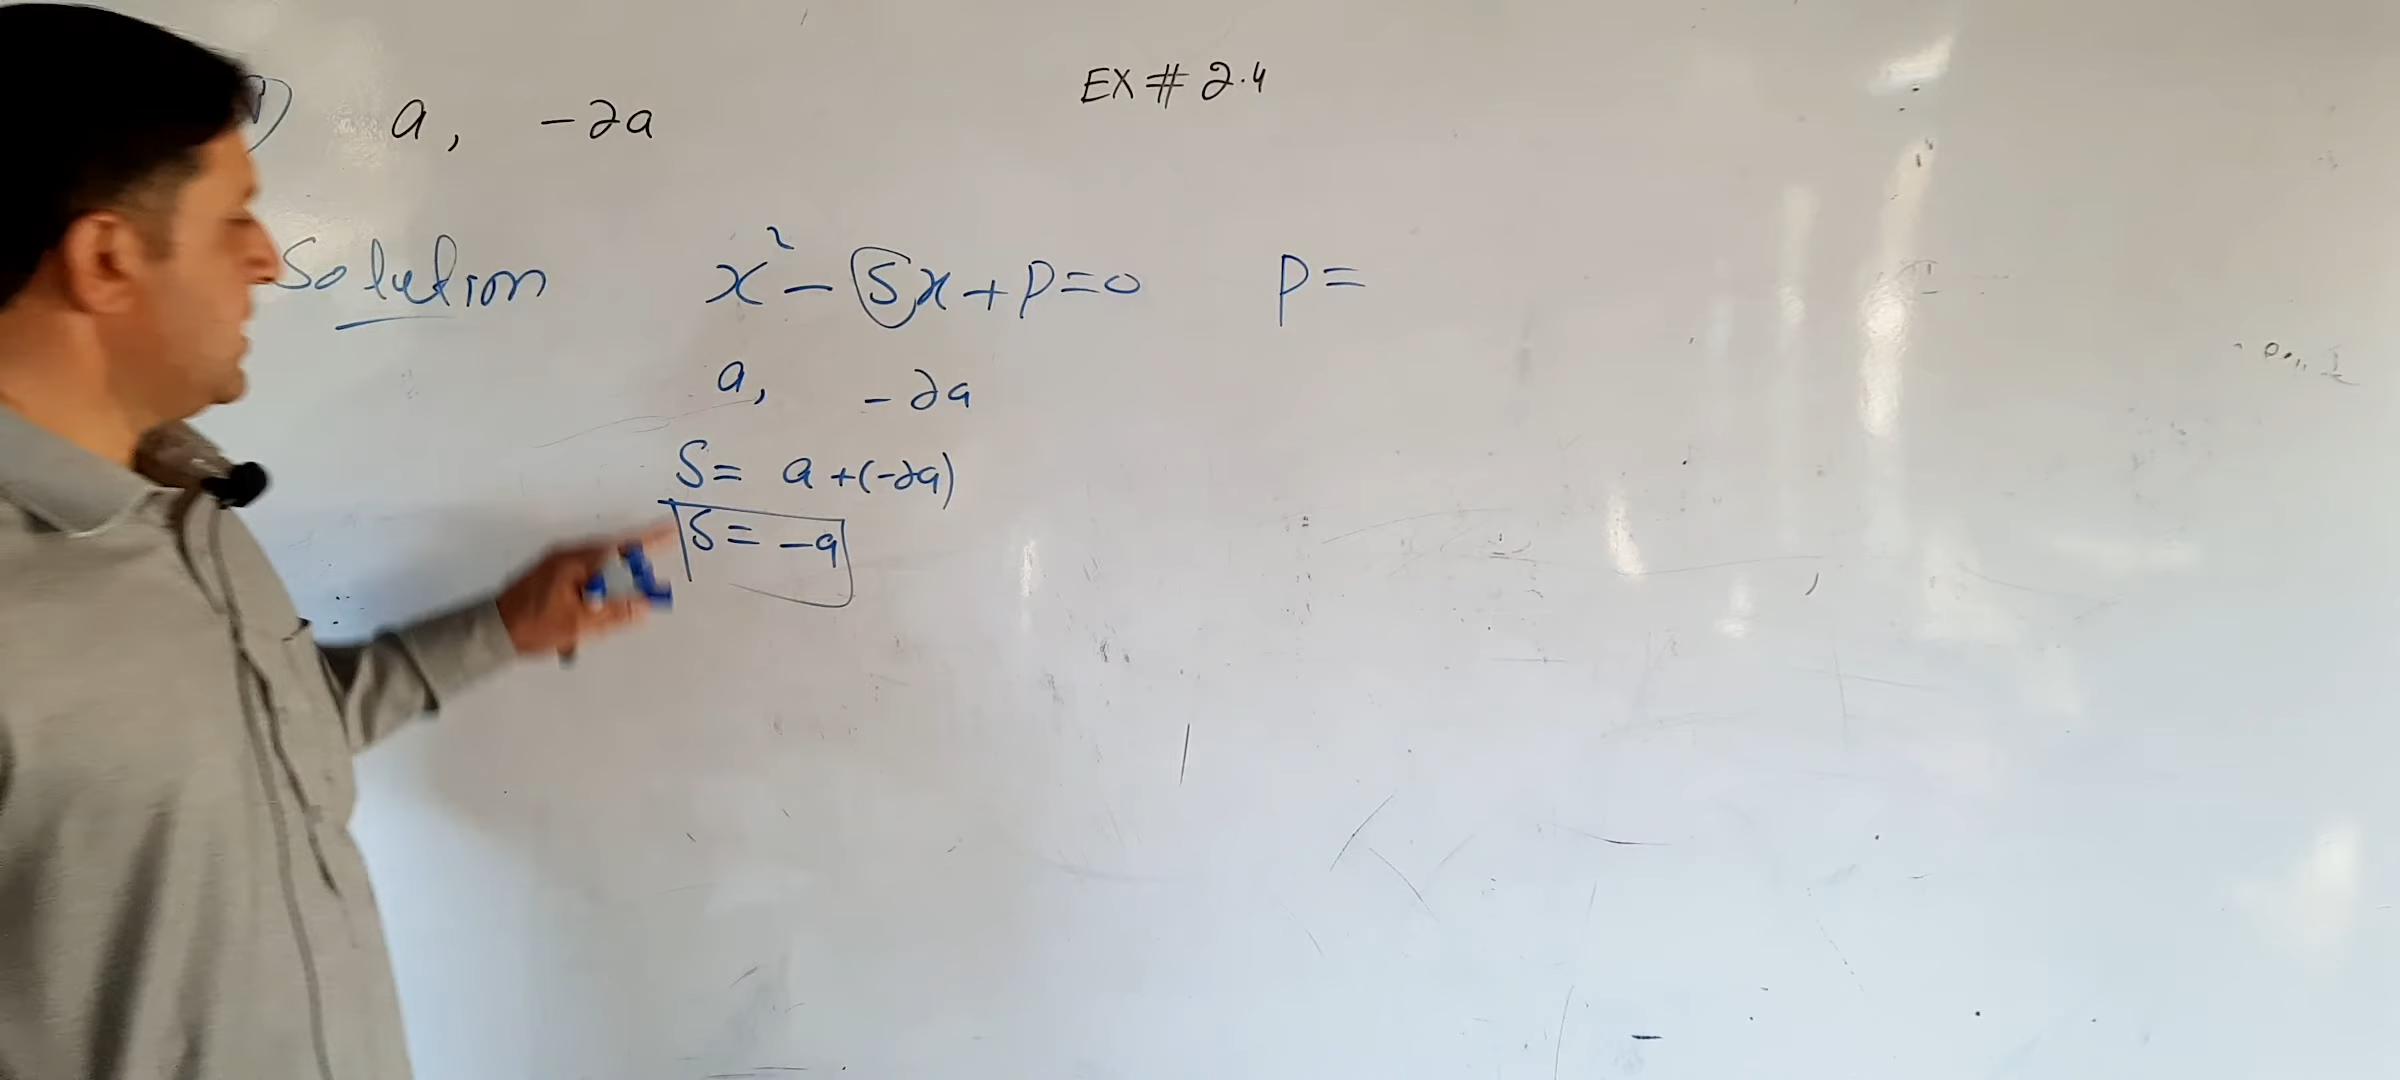 EX # 2.4
a, -2a
Solution x² - Sx + P = 0 P =
a, -2a
S = a + (-2a)
S = -a